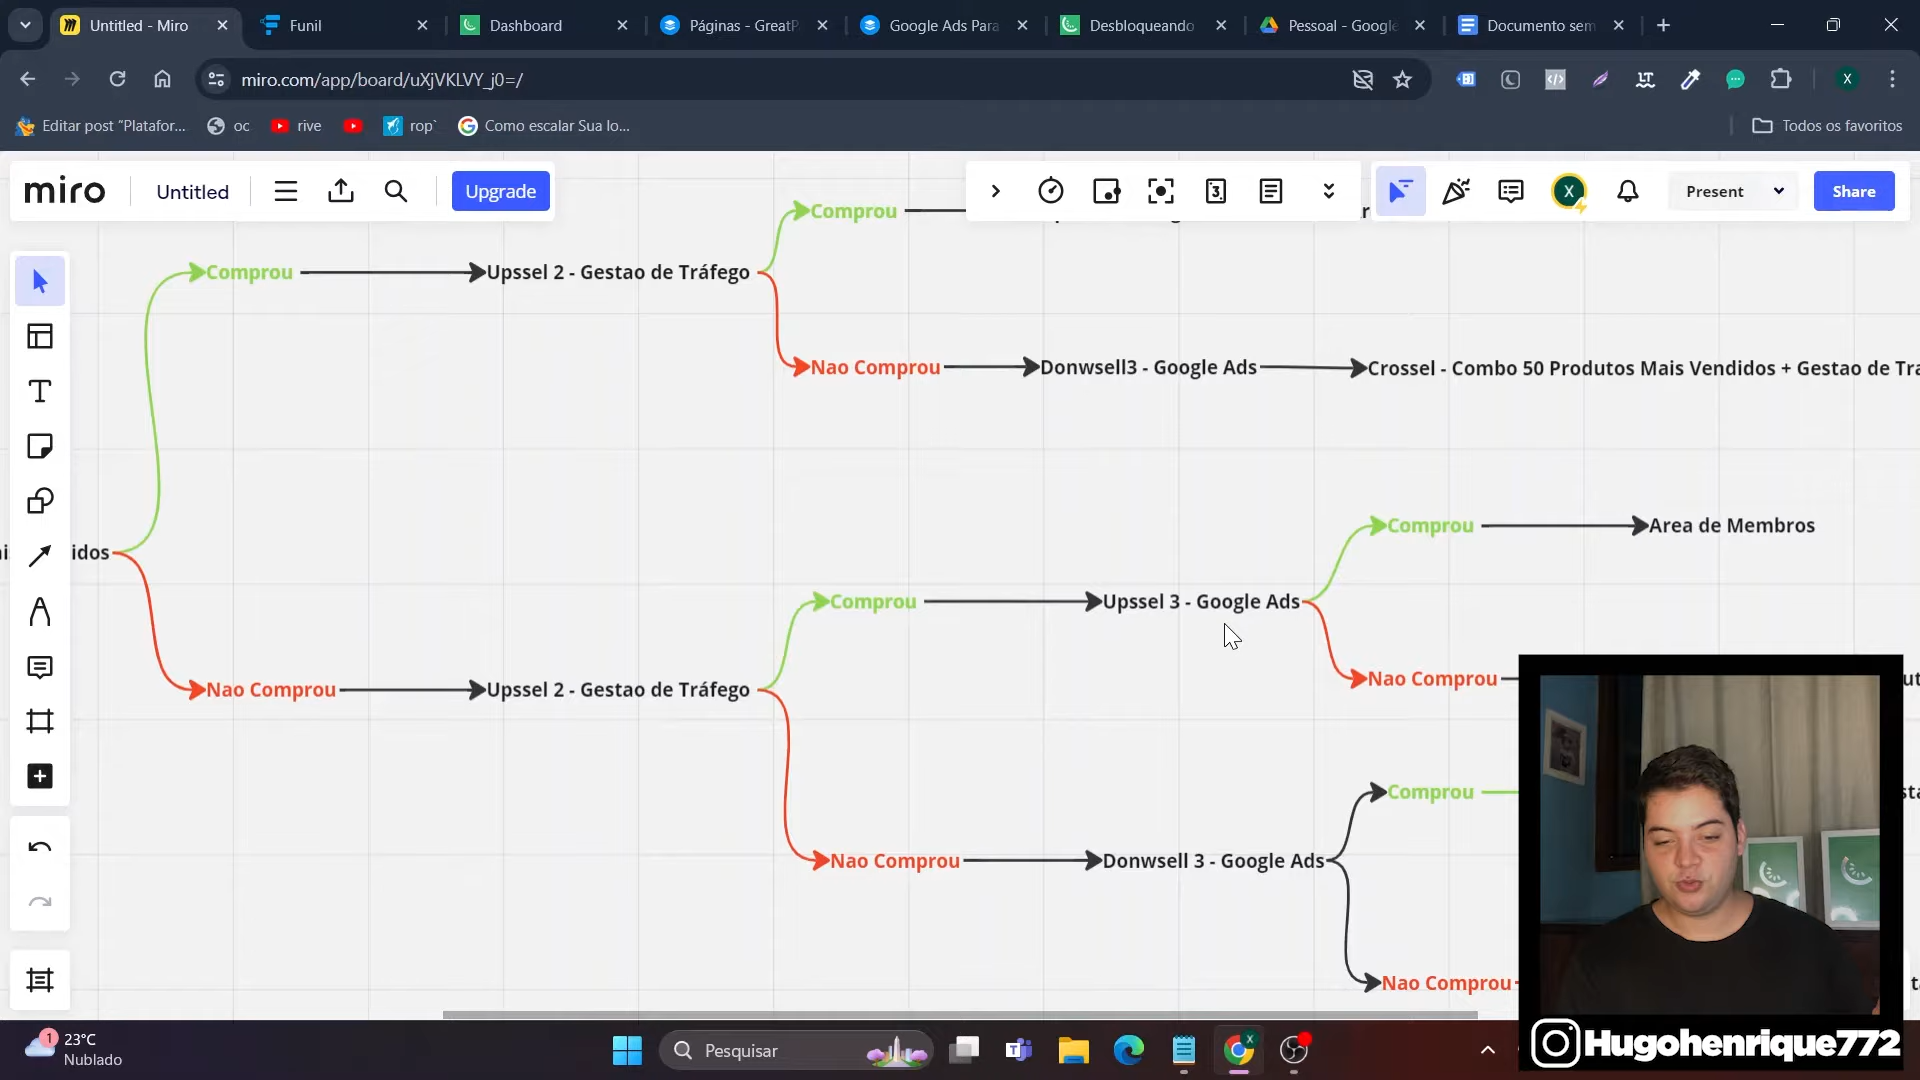 Untitled - Miro
Funil
Dashboard
Páginas - GreatP
Google Ads Para
Desbloqueando
Pessoal - Google
Documento sem
miro.com/app/board/uXjVKLVY_j0=/
X
Editar post “Platafor...
oc
rive
rop`
Como escalar Sua lo...
Todos os favoritos
miro
Untitled
Upgrade
3
X
Present
Share
Comprou
Comprou
Upssel 2 - Gestao de Tráfego
Nao Comprou
Donwsell3 - Google Ads
Crossel - Combo 50 Produtos Mais Vendidos + Gestao de Tra
Comprou
Area de Membros
idos
Comprou
Upssel 3 - Google Ads
Nao Comprou
Nao Comprou
Upssel 2 - Gestao de Tráfego
Comprou
Nao Comprou
Donwsell 3 - Google Ads
Nao Comprou
1
23°C
Nublado
Pesquisar
Hugohenrique772